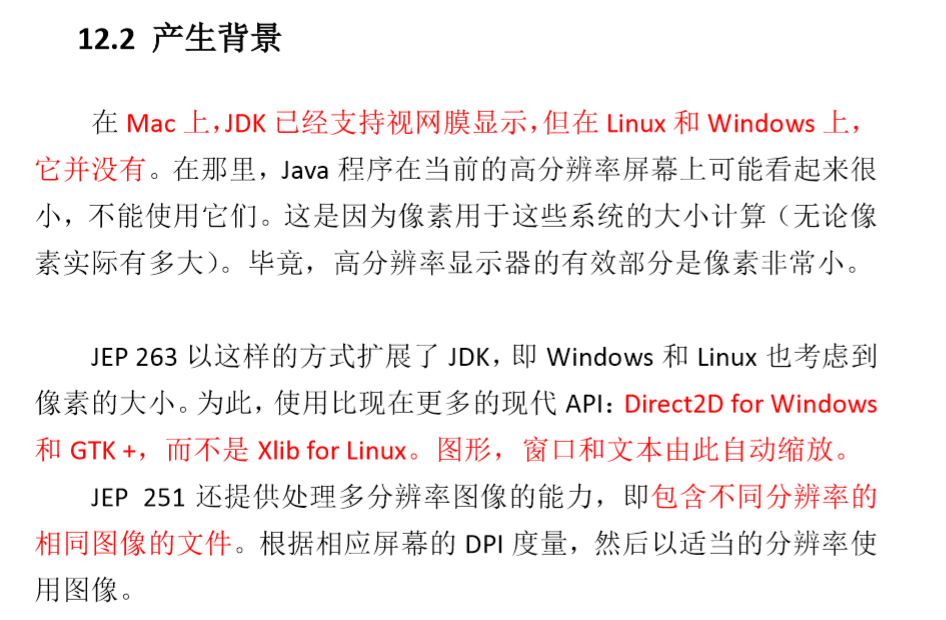 12.2 产生背景
在 Mac 上，JDK 已经支持视网膜显示，但在 Linux 和 Windows 上，
它并没有。在那里，Java 程序在当前的高分辨率屏幕上可能看起来很
小，不能使用它们。这是因为像素用于这些系统的大小计算（无论像
素实际有多大）。毕竟，高分辨率显示器的有效部分是像素非常小。
JEP 263 以这样的方式扩展了 JDK，即 Windows 和 Linux 也考虑到
像素的大小。为此，使用比现在更多的现代 API：Direct2D for Windows
和 GTK +，而不是 Xlib for Linux。图形，窗口和文本由此自动缩放。
JEP 251 还提供处理多分辨率图像的能力，即包含不同分辨率的
相同图像的文件。根据相应屏幕的 DPI 度量，然后以适当的分辨率使
用图像。